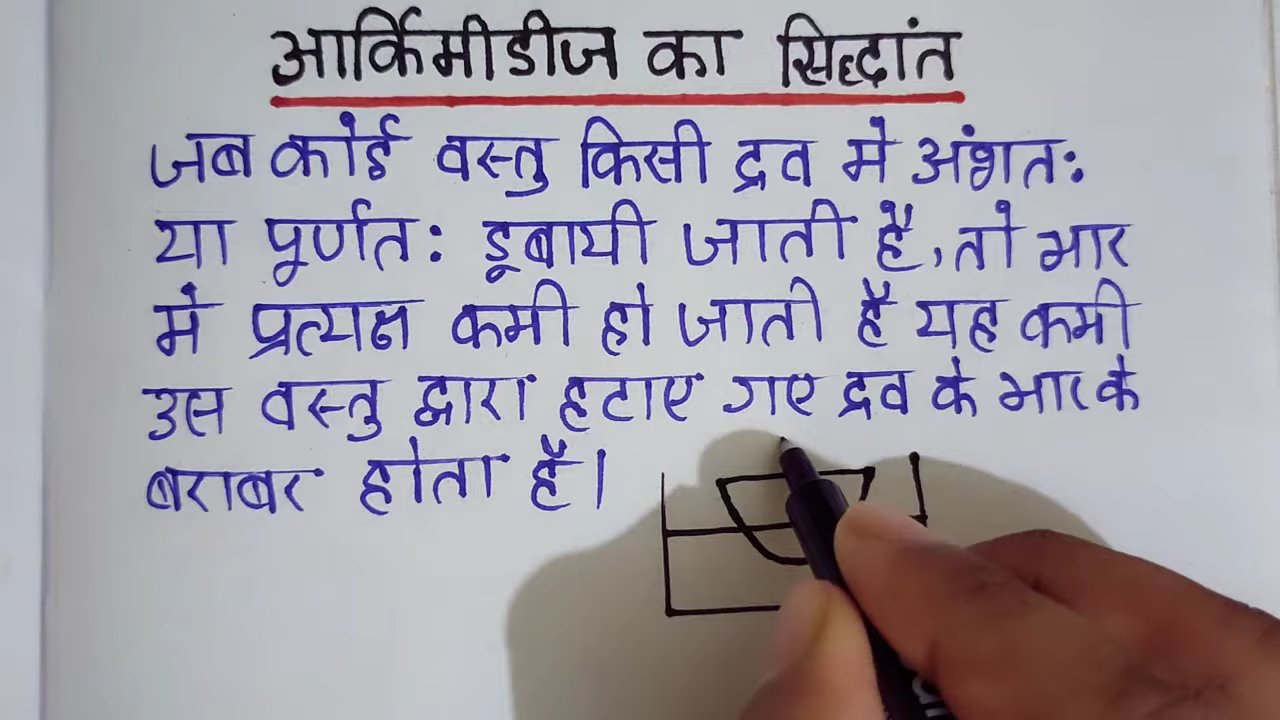 आर्किमीडीज का सिद्धांत
जब कोई वस्तु किसी द्रव मे अंशत:
या पूर्णत: डूबायी जाती है, तो भार
मे प्रत्यक्ष कमी हो जाती है यह कमी
उस वस्तु द्वारा हटाए गए द्रव के भार के
बराबर होता है।